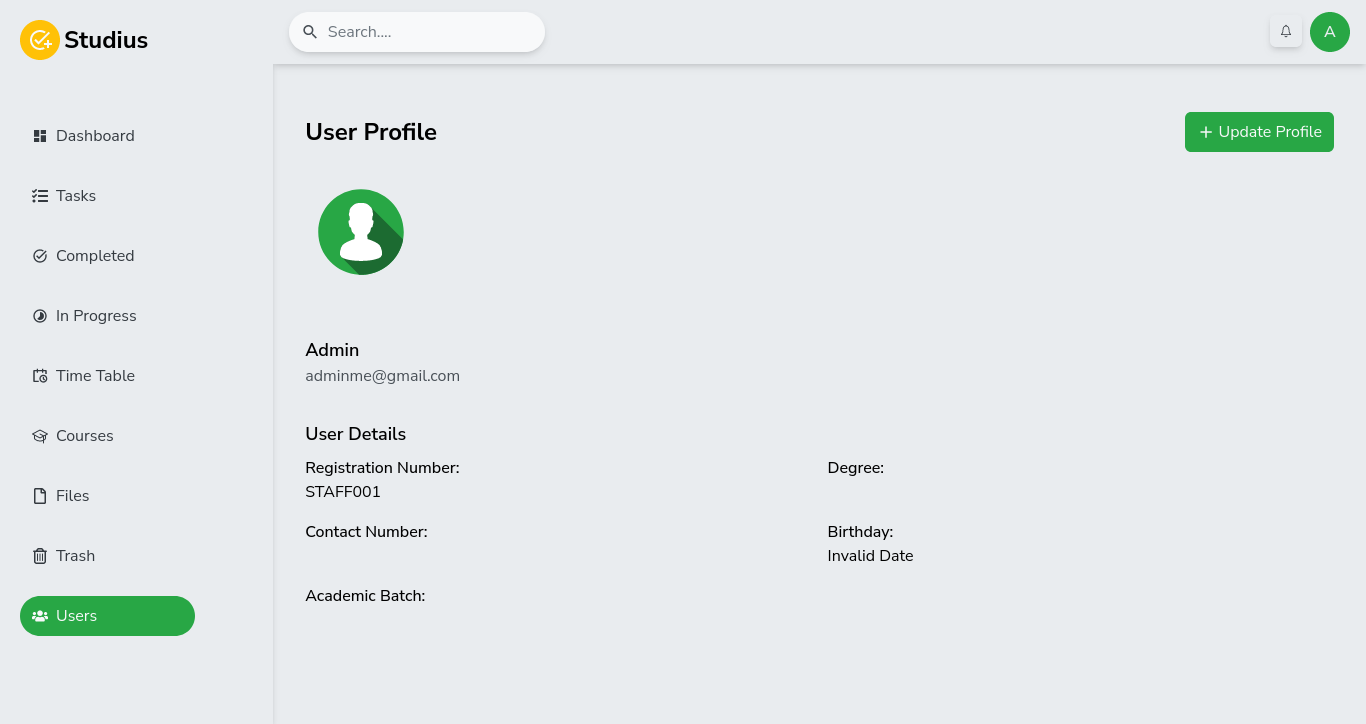 Studius
Search....
A
Dashboard
Tasks
Completed
In Progress
Time Table
Courses
Files
Trash
Users
User Profile
+ Update Profile
Admin
adminme@gmail.com
User Details
Registration Number:
STAFF001
Degree:
Contact Number:
Birthday:
Invalid Date
Academic Batch: